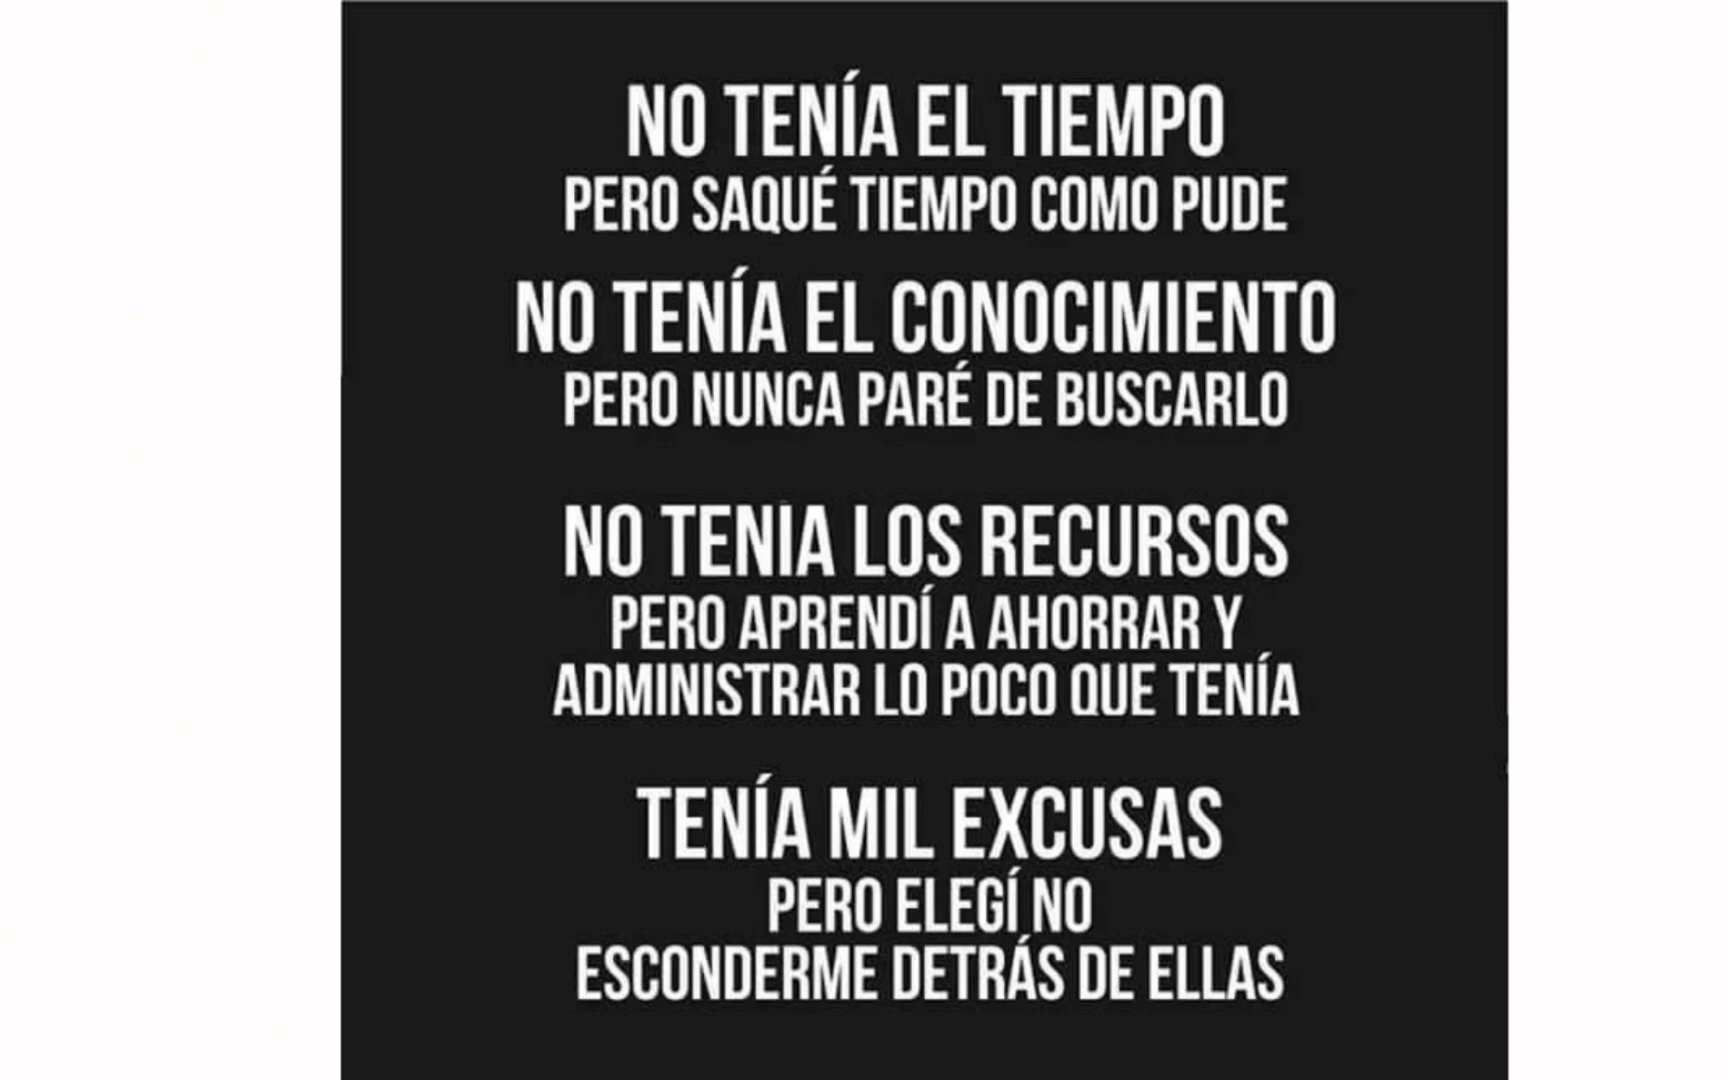 NO TENÍA EL TIEMPO
PERO SAQUÉ TIEMPO COMO PUDE
NO TENÍA EL CONOCIMIENTO
PERO NUNCA PARÉ DE BUSCARLO
NO TENIA LOS RECURSOS
PERO APRENDÍ A AHORRAR Y
ADMINISTRAR LO POCO QUE TENÍA
TENÍA MIL EXCUSAS
PERO ELEGÍ NO
ESCONDERME DETRÁS DE ELLAS